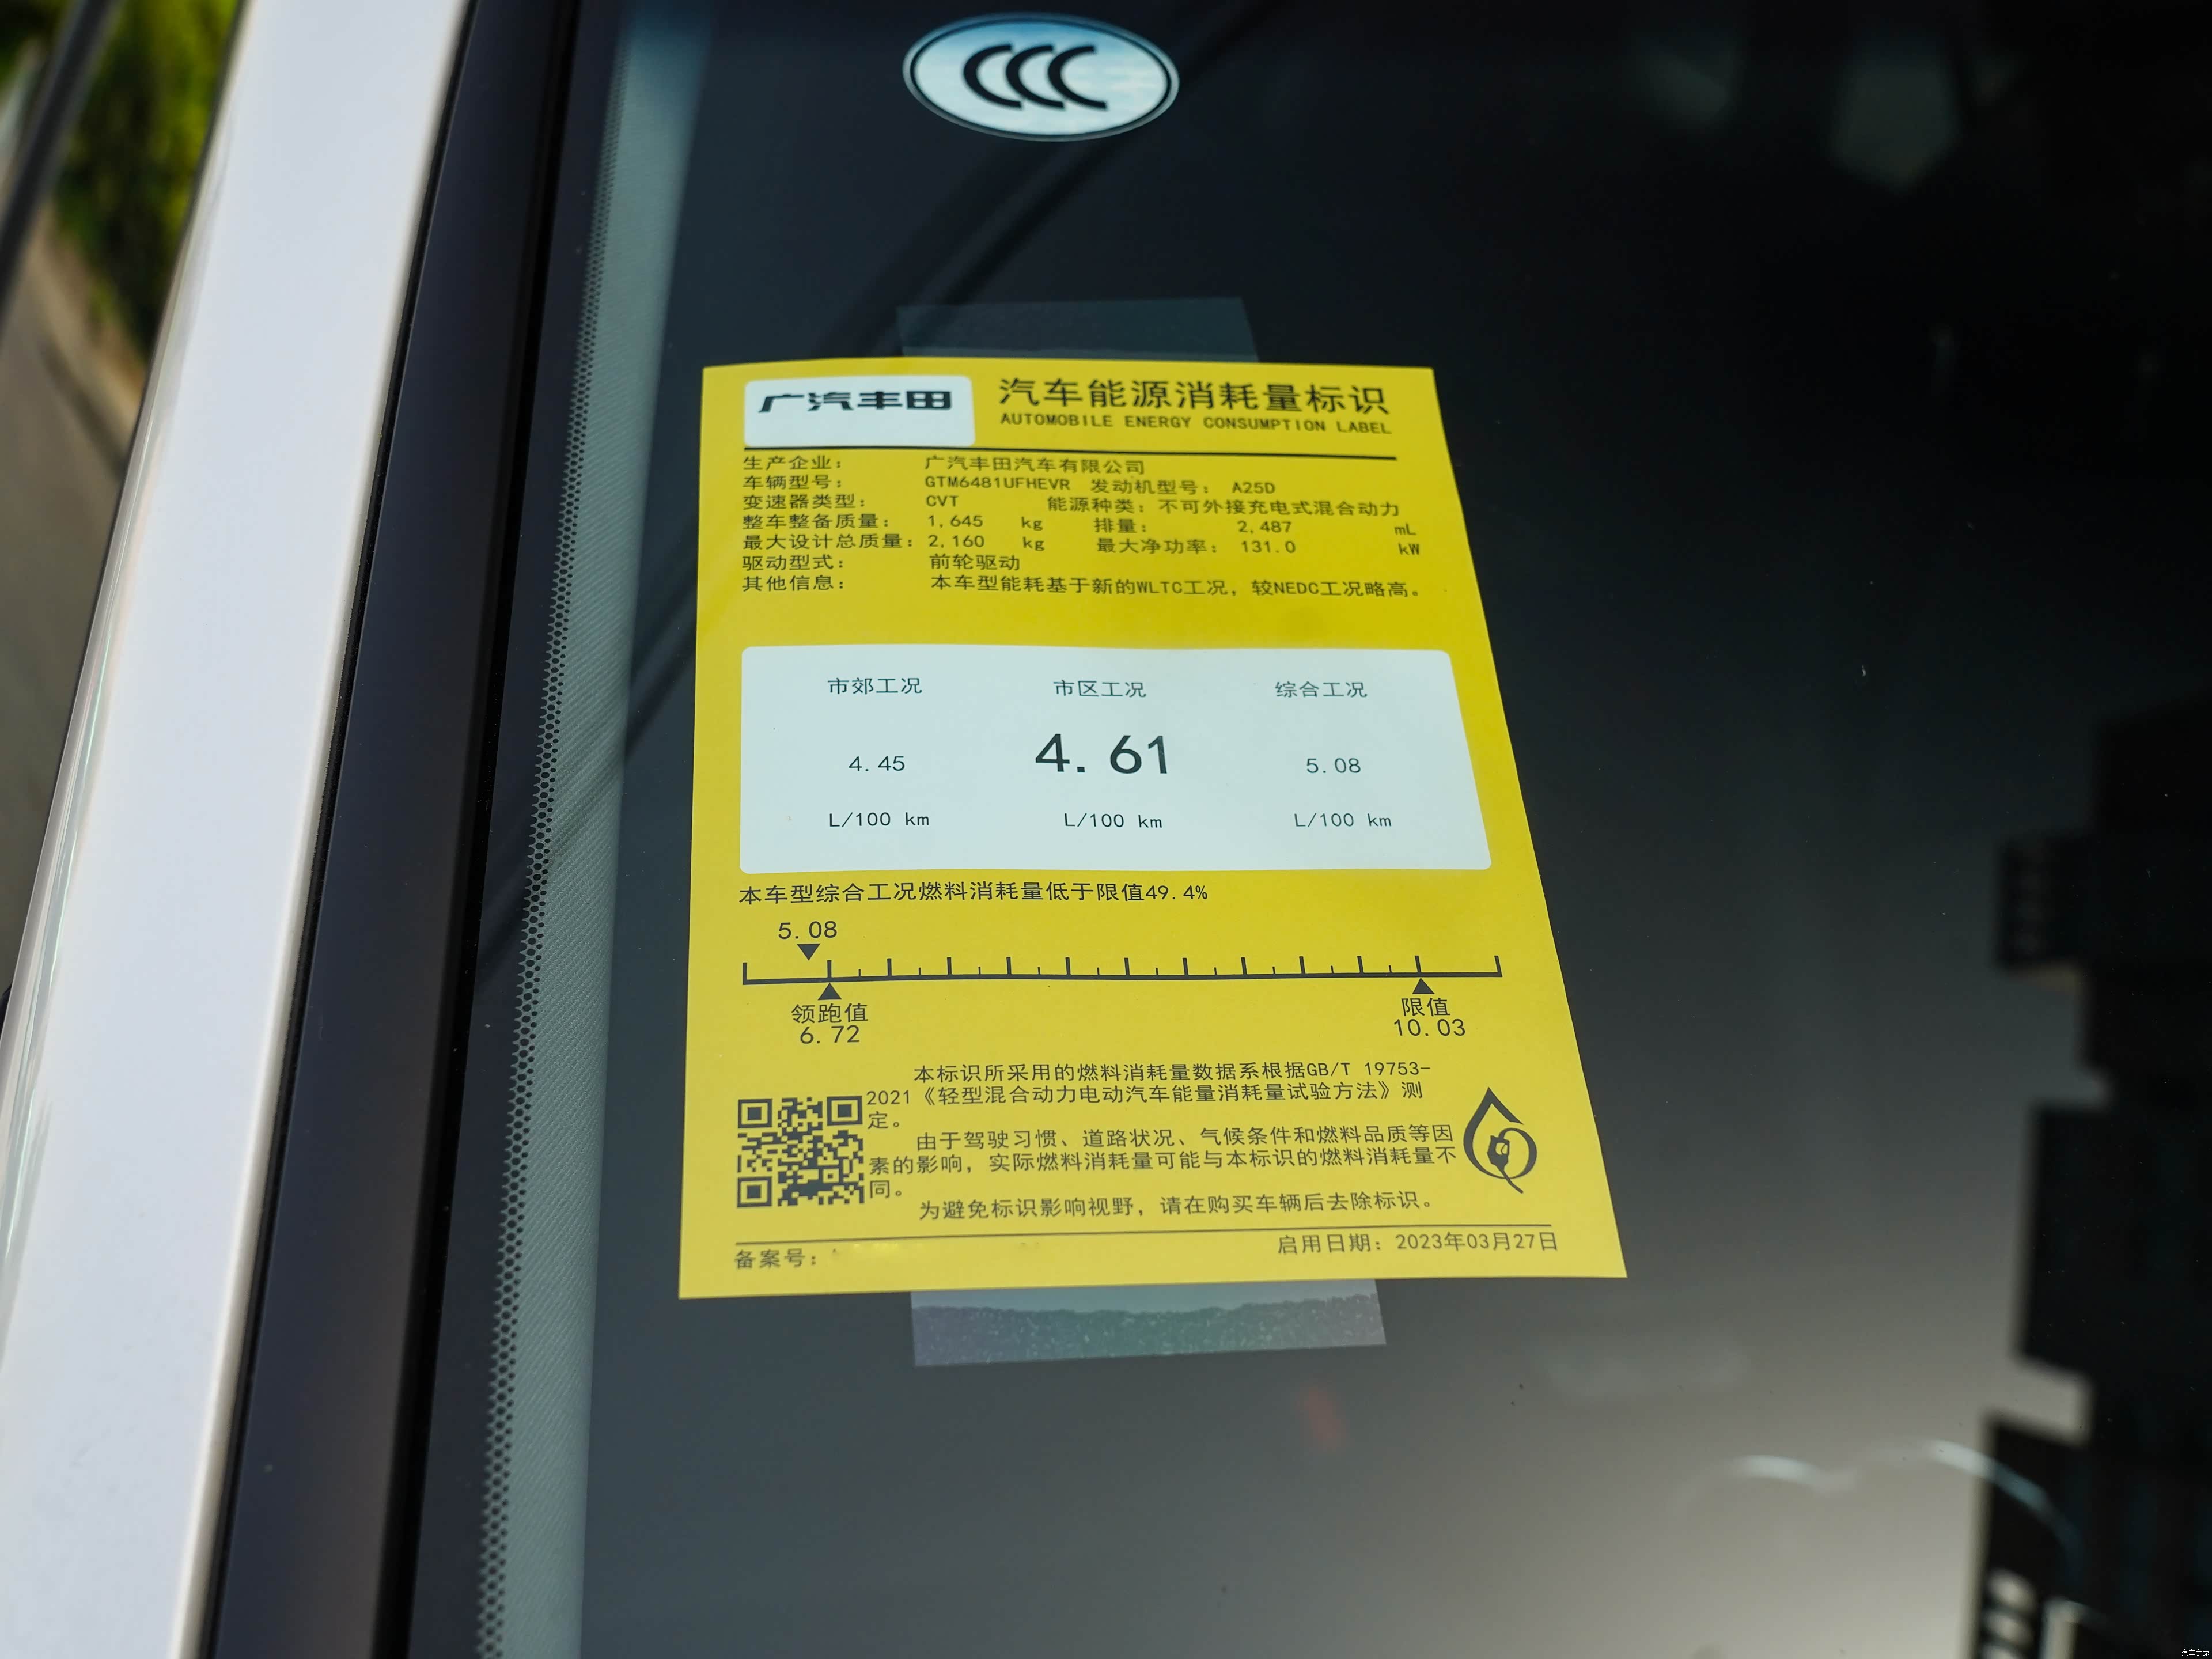 CCC
广汽丰田
汽车能源消耗量标识
AUTOMOBILE ENERGY CONSUMPTION LABEL
生产企业： 广汽丰田汽车有限公司
车辆型号： GTM6481UFHEVR 发动机型号： A25D
变速器类型： CVT 能源种类：不可外接充电式混合动力
整车整备质量： 1,645 kg 排量： 2,487 mL
最大设计总质量：2,160 kg 最大净功率： 131.0 kW
驱动型式： 前轮驱动
其他信息： 本车型能耗基于新的WLTC工况，较NEDC工况略高。
市郊工况 市区工况 综合工况
4.45 4.61 5.08
L/100 km L/100 km L/100 km
本车型综合工况燃料消耗量低于限值49.4%
5.08
领跑值 限值
6.72 10.03
本标识所采用的燃料消耗量数据系根据GB/T 19753-
2021《轻型混合动力电动汽车能量消耗量试验方法》测
定。
由于驾驶习惯、道路状况、气候条件和燃料品质等因
素的影响，实际燃料消耗量可能与本标识的燃料消耗量不
同。
为避免标识影响视野，请在购买车辆后去除标识。
备案号： 启用日期：2023年03月27日
汽车之家